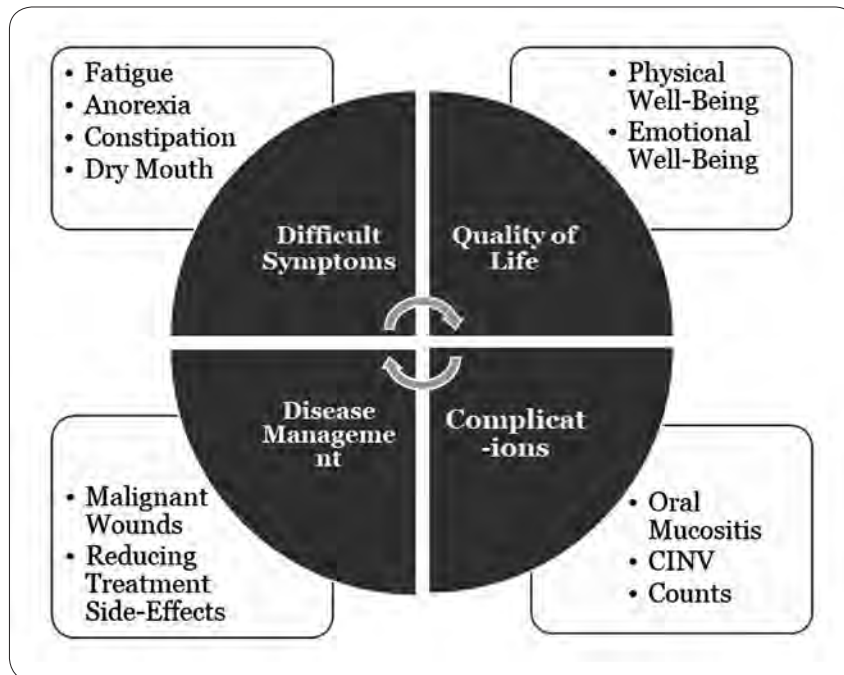 • Fatigue
• Anorexia
• Constipation
• Dry Mouth
Difficult
Symptoms
• Physical
Well-Being
• Emotional
Well-Being
Quality of
Life
Disease
Manageme
nt
• Malignant
Wounds
• Reducing
Treatment
Side-Effects
Complicat
-ions
• Oral
Mucositis
• CINV
• Counts